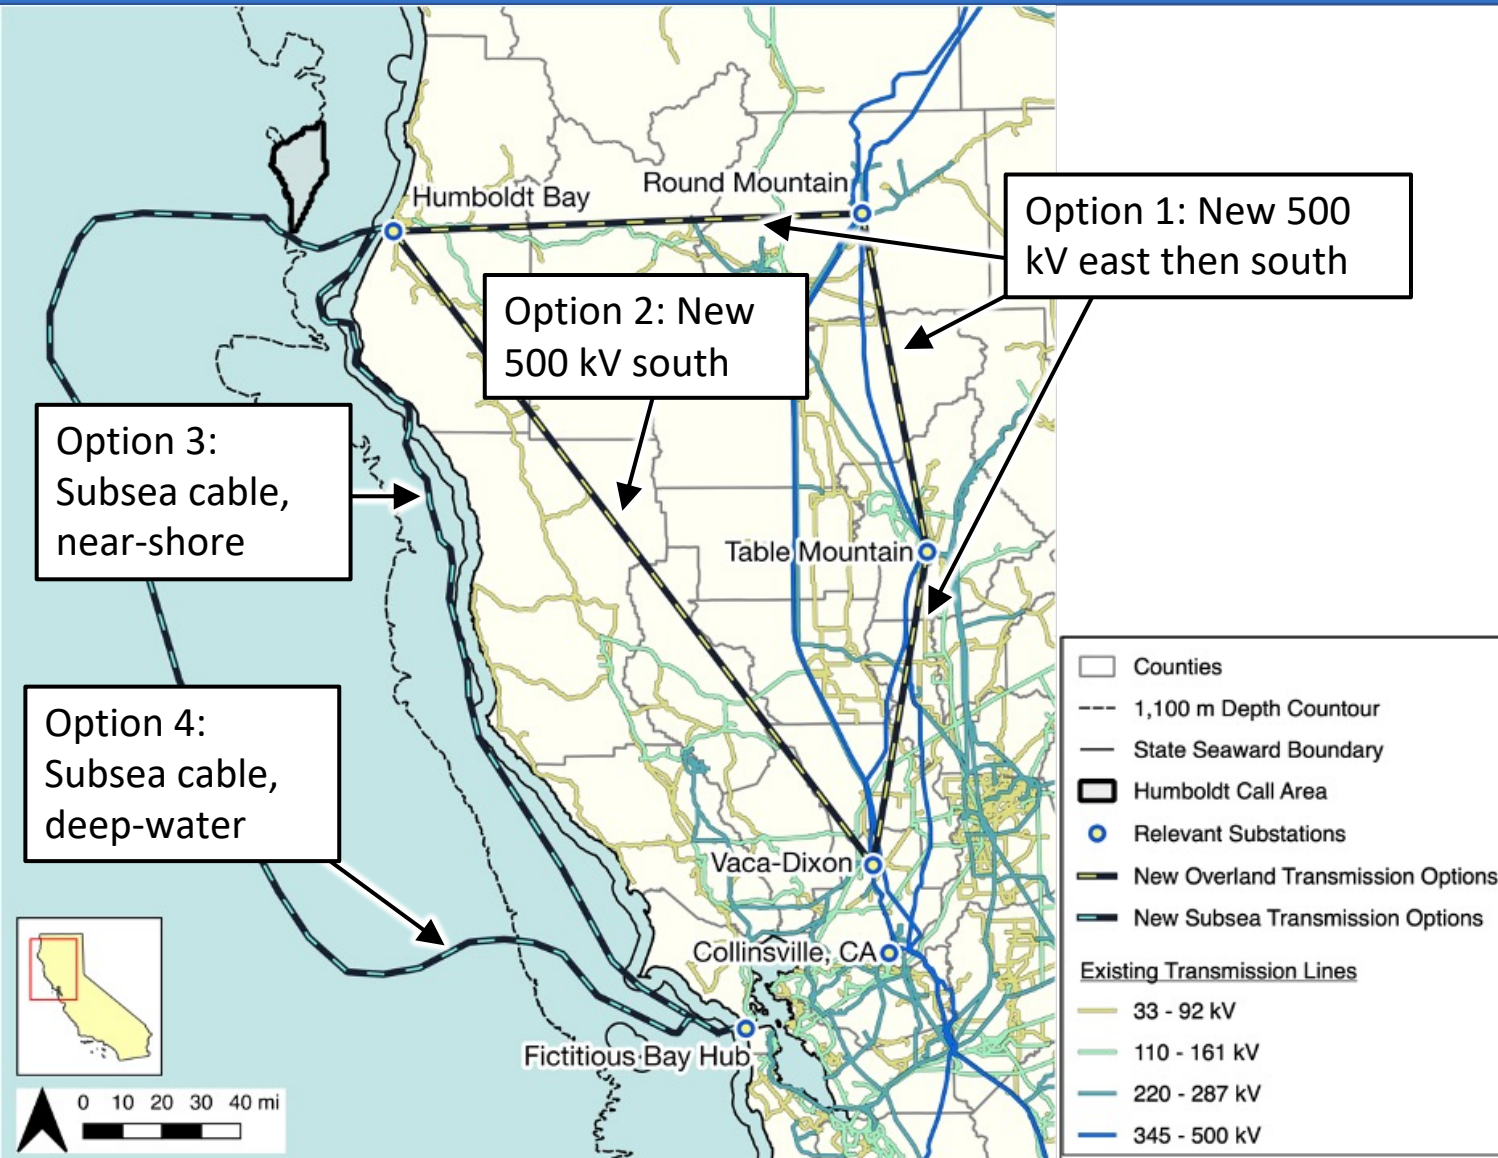 Humboldt Bay
Round Mountain
Option 1: New 500
kV east then south
Option 2: New
500 kV south
Option 3:
Subsea cable,
near-shore
Table Mountain
Option 4:
Subsea cable,
deep-water
Vaca-Dixon
Collinsville, CA
Fictitious Bay Hub
0 10 20 30 40 mi
Counties
1,100 m Depth Countour
State Seaward Boundary
Humboldt Call Area
Relevant Substations
New Overland Transmission Options
New Subsea Transmission Options
Existing Transmission Lines
33 - 92 kV
110 - 161 kV
220 - 287 kV
345 - 500 kV